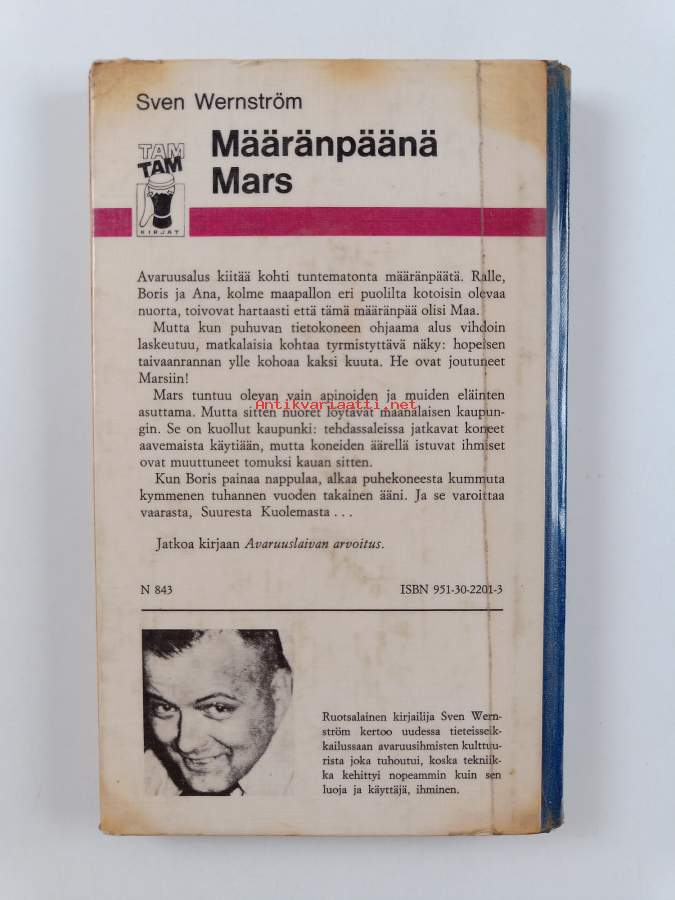 Sven Wernström
TAM
TAM
KIRJAT
Määränpäänä
Mars
Avaruusalus kiitää kohti tuntematonta määränpäätä. Ralle,
Boris ja Ana, kolme maapallon eri puolilta kotoisin olevaa
nuorta, toivovat hartaasti että tämä määränpää olisi Maa.
Mutta kun puhuvan tietokoneen ohjaama alus vihdoin
laskeutuu, matkalaisia kohtaa tyrmistyttävä näky: hopeisen
taivaanrannan ylle kohoaa kaksi kuuta. He ovat joutuneet
Marsiin!
Mars tuntuu olevan vain apinoiden ja muiden eläinten
Antikvariaatti.net
asuttama. Mutta sitten nuoret löytävät maanalaisen kaupun-
gin. Se on kuollut kaupunki: tehdassaleissa jatkavat koneet
aavemaista käytiään, mutta koneiden äärellä istuvat ihmiset
ovat muuttuneet tomuksi kauan sitten.
Kun Boris painaa nappulaa, alkaa puhekoneesta kummuta
kymmenen tuhannen vuoden takainen ääni. Ja se varoittaa
vaarasta, Suuresta Kuolemasta . . .
Jatkoa kirjaan Avaruuslaivan arvoitus.
N 843
ISBN 951-30-2201-3
Ruotsalainen kirjailija Sven Wern-
ström kertoo uudessa tieteisseik-
kailussaan avaruusihmisten kulttuu-
rista joka tuhoutui, koska tekniik-
ka kehittyi nopeammin kuin sen
luoja ja käyttäjä, ihminen.